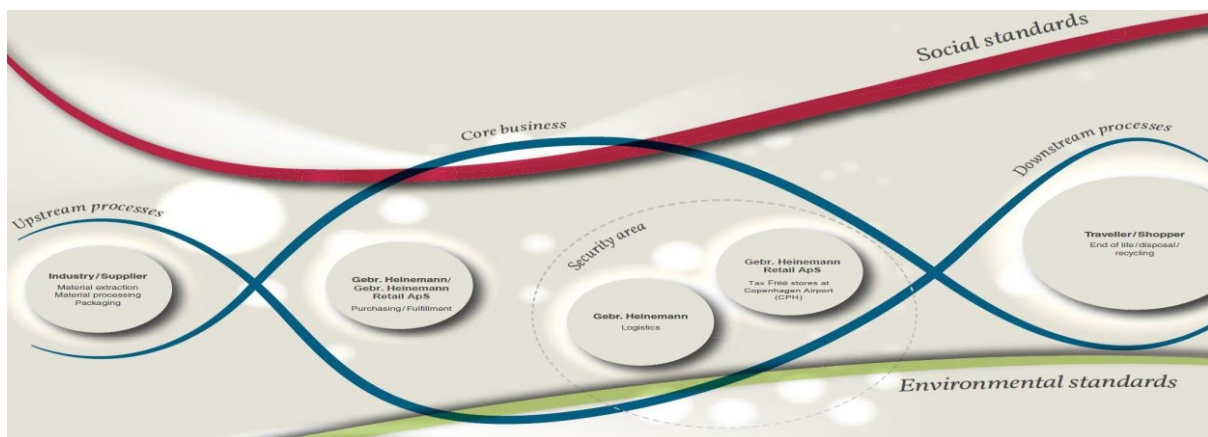 Social standards
Core business
Downstream processes
Upstream processes
Security area
Industry/Supplier
Material extraction
Material processing
Packaging
Gebr. Heinemann/
Gebr. Heinemann
Retail ApS
Purchasing/Fulfillment
Gebr. Heinemann
Logistics
Gebr. Heinemann
Retail ApS
Tax Free stores at
Copenhagen Airport
(CPH)
Traveller/Shopper
End of life/disposal/
recycling
Environmental standards